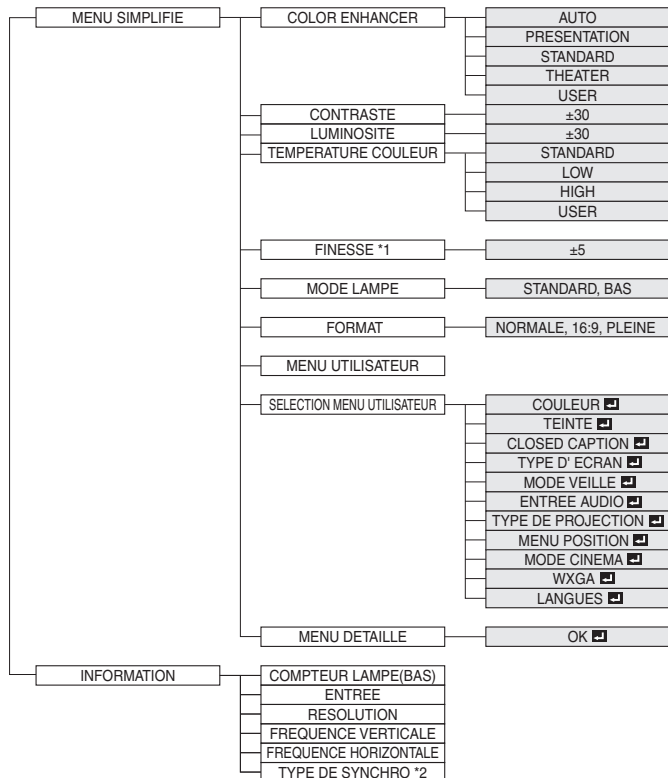 MENU SIMPLIFIE
COLOR ENHANCER
AUTO
PRESENTATION
STANDARD
THEATER
USER
CONTRASTE
±30
LUMINOSITE
±30
TEMPERATURE COULEUR
STANDARD
LOW
HIGH
USER
FINESSE *1
±5
MODE LAMPE
STANDARD, BAS
FORMAT
NORMALE, 16:9, PLEINE
MENU UTILISATEUR
SELECTION MENU UTILISATEUR
COULEUR
TEINTE
CLOSED CAPTION
TYPE D' ECRAN
MODE VEILLE
ENTREE AUDIO
TYPE DE PROJECTION
MENU POSITION
MODE CINEMA
WXGA
LANGUES
MENU DETAILLE
OK
INFORMATION
COMPTEUR LAMPE(BAS)
ENTREE
RESOLUTION
FREQUENCE VERTICALE
FREQUENCE HORIZONTALE
TYPE DE SYNCHRO *2